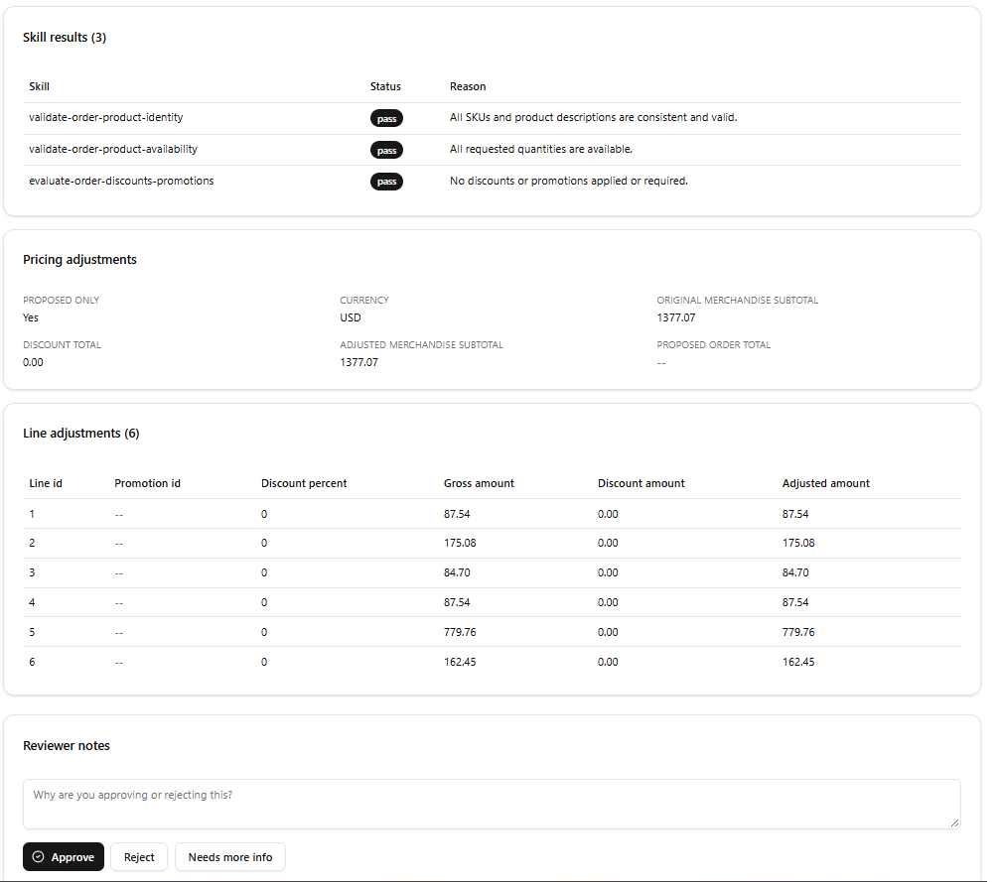 Skill results (3)
Skill Status Reason
validate-order-product-identity pass All SKUs and product descriptions are consistent and valid.
validate-order-product-availability pass All requested quantities are available.
evaluate-order-discounts-promotions pass No discounts or promotions applied or required.
Pricing adjustments
PROPOSED ONLY CURRENCY ORIGINAL MERCHANDISE SUBTOTAL
Yes USD 1377.07
DISCOUNT TOTAL ADJUSTED MERCHANDISE SUBTOTAL PROPOSED ORDER TOTAL
0.00 1377.07 --
Line adjustments (6)
Line id Promotion id Discount percent Gross amount Discount amount Adjusted amount
1 -- 0 87.54 0.00 87.54
2 -- 0 175.08 0.00 175.08
3 -- 0 84.70 0.00 84.70
4 -- 0 87.54 0.00 87.54
5 -- 0 779.76 0.00 779.76
6 -- 0 162.45 0.00 162.45
Reviewer notes
Why are you approving or rejecting this?
Approve Reject Needs more info